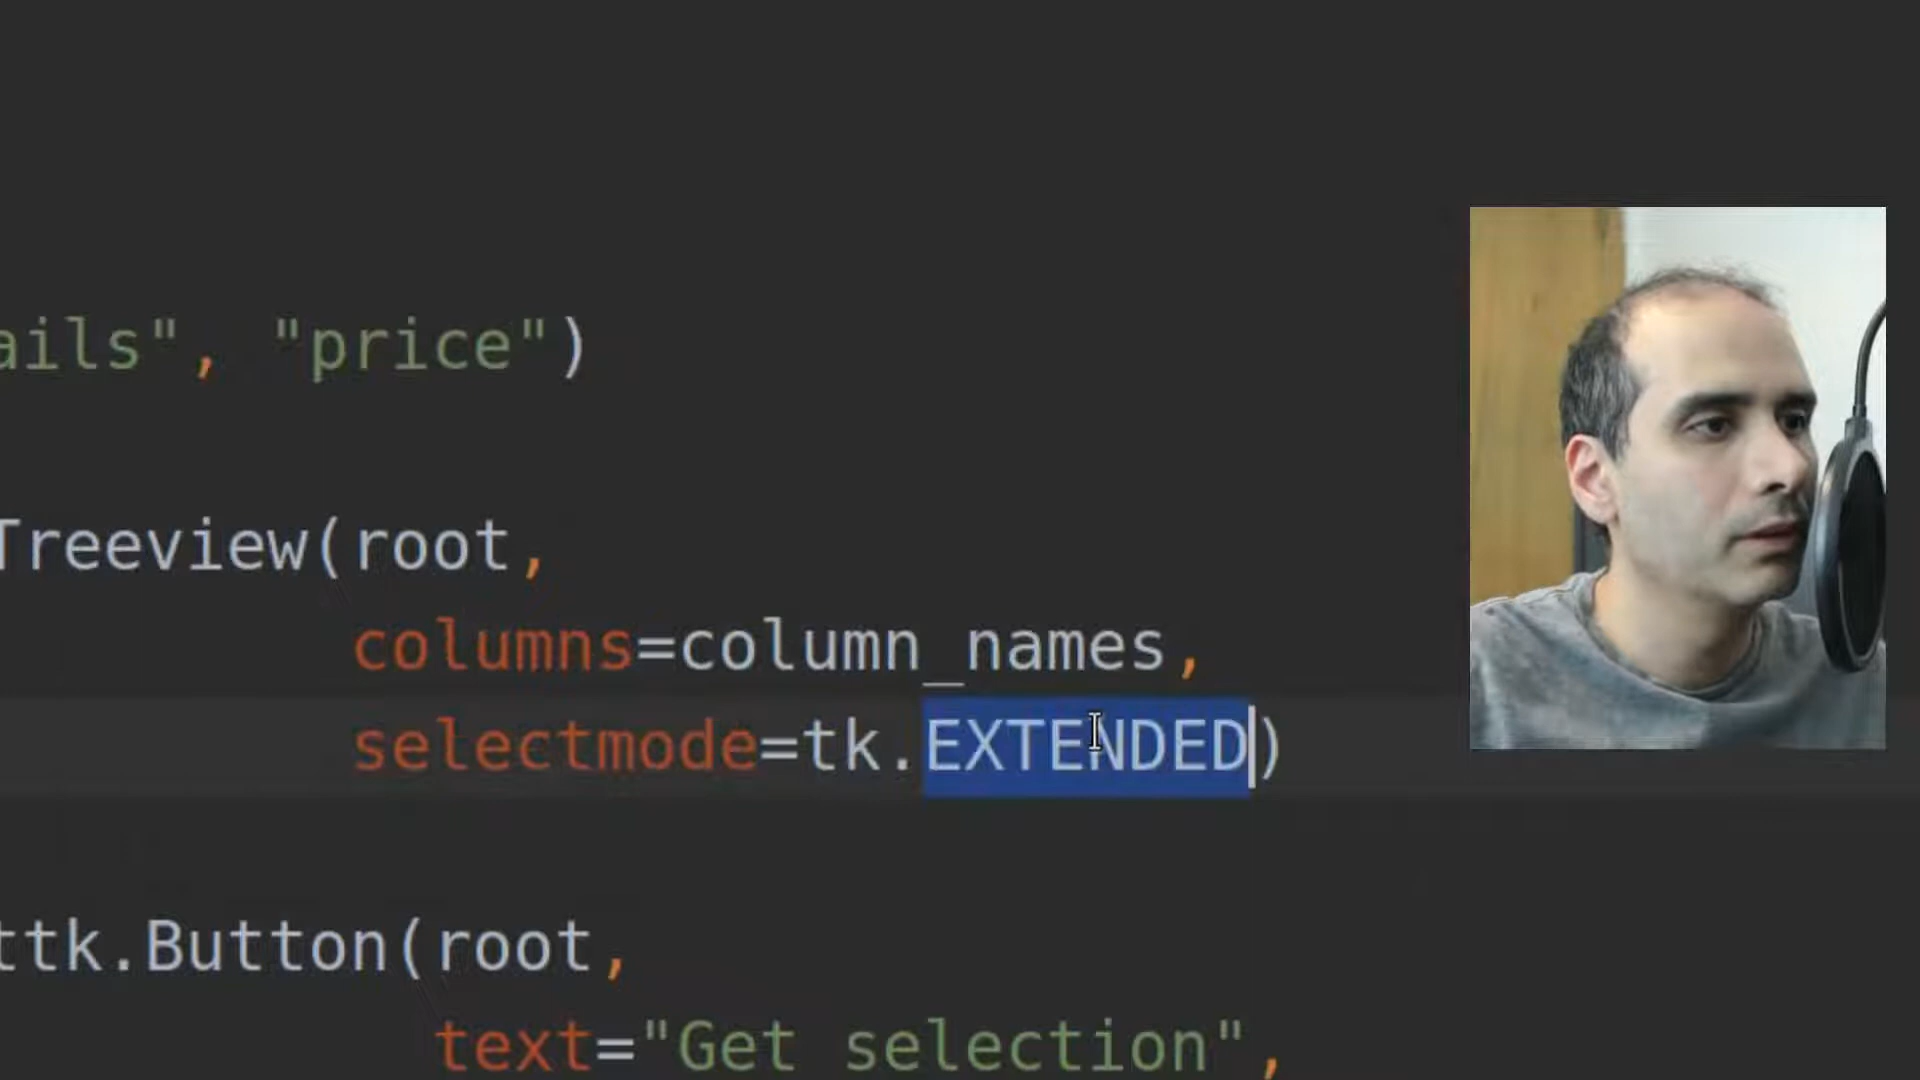 ails", "price")
Treeview(root,
columns=column_names,
selectmode=tk.EXTENDED)
ttk.Button(root,
text="Get selection",